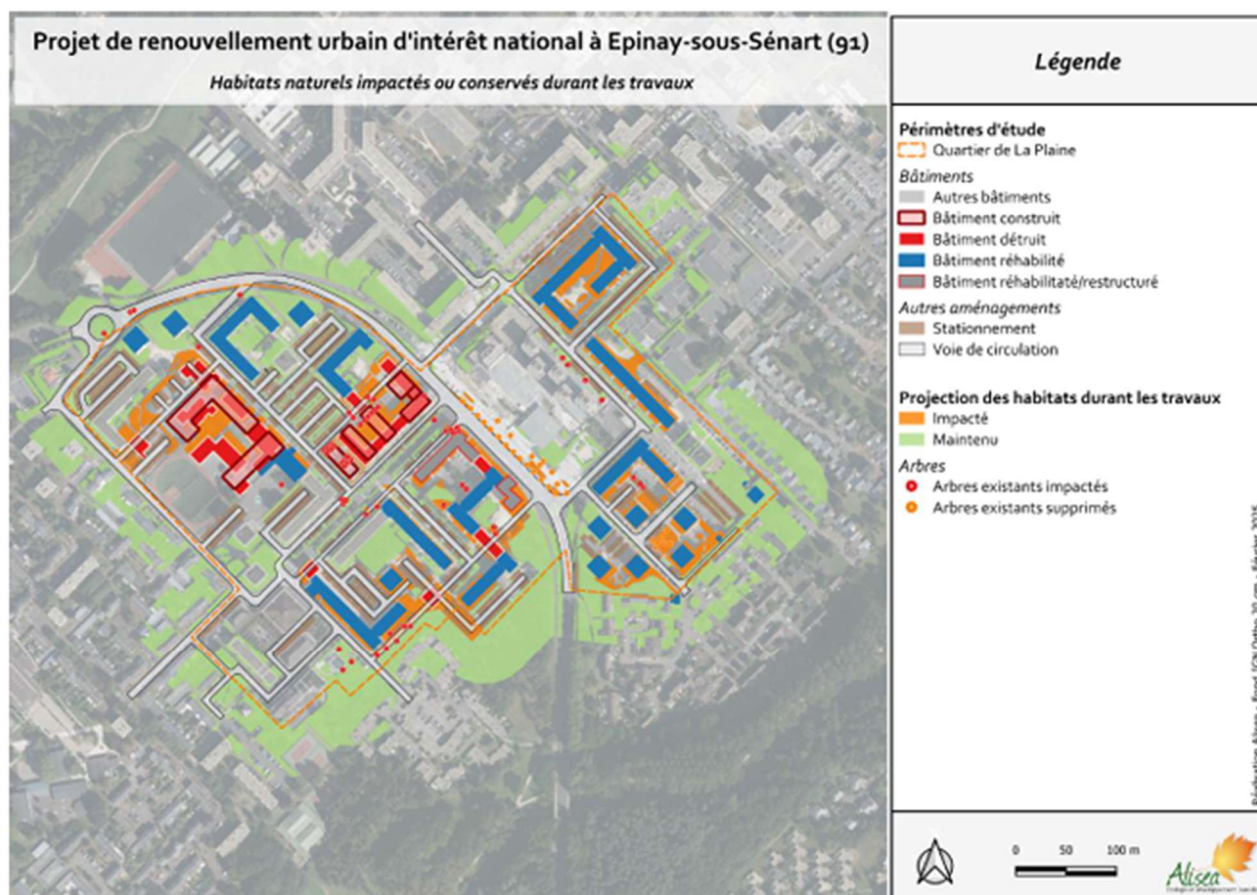 Projet de renouvellement urbain d'intérêt national à Epinay-sous-Sénart (91)
Habitats naturels impactés ou conservés durant les travaux
Légende
Périmètres d'étude
Quartier de La Plaine
Bâtiments
Autres bâtiments
Bâtiment construit
Bâtiment détruit
Bâtiment réhabilité
Bâtiment réhabilitaté/restructuré
Autres aménagements
Stationnement
Voie de circulation
Projection des habitats durant les travaux
Impacté
Maintenu
Arbres
Arbres existants impactés
Arbres existants supprimés
0 50 100 m
Alisea